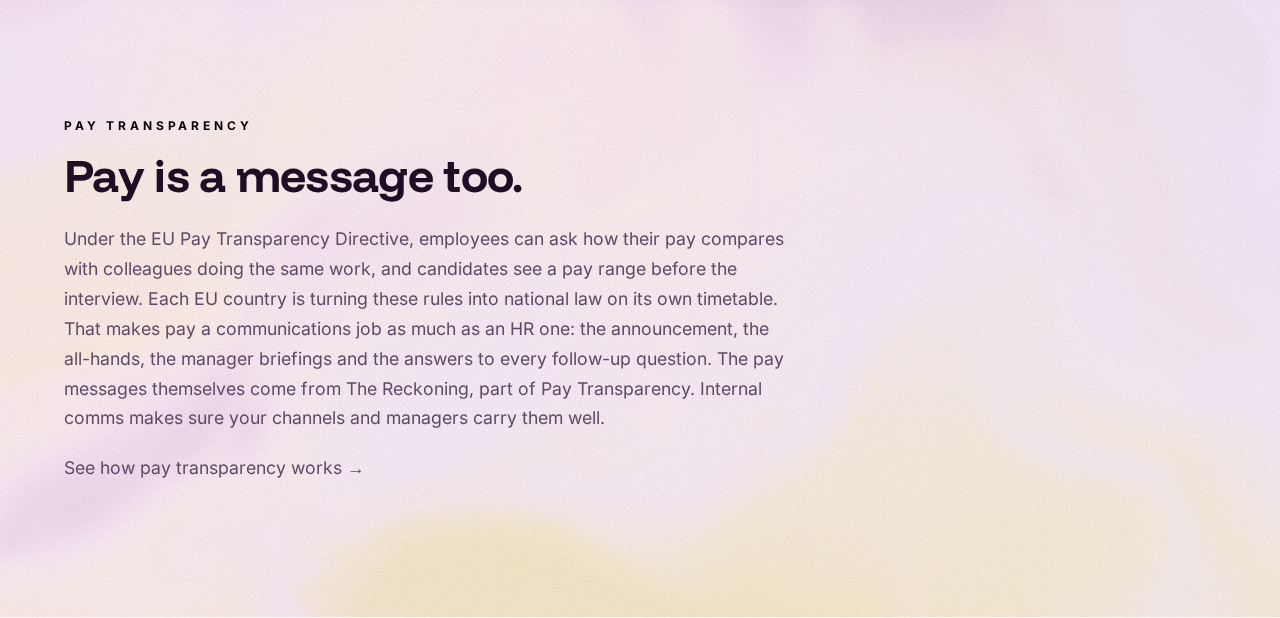 PAY TRANSPARENCY
Pay is a message too.
Under the EU Pay Transparency Directive, employees can ask how their pay compares
with colleagues doing the same work, and candidates see a pay range before the
interview. Each EU country is turning these rules into national law on its own timetable.
That makes pay a communications job as much as an HR one: the announcement, the
all-hands, the manager briefings and the answers to every follow-up question. The pay
messages themselves come from The Reckoning, part of Pay Transparency. Internal
comms makes sure your channels and managers carry them well.
See how pay transparency works →